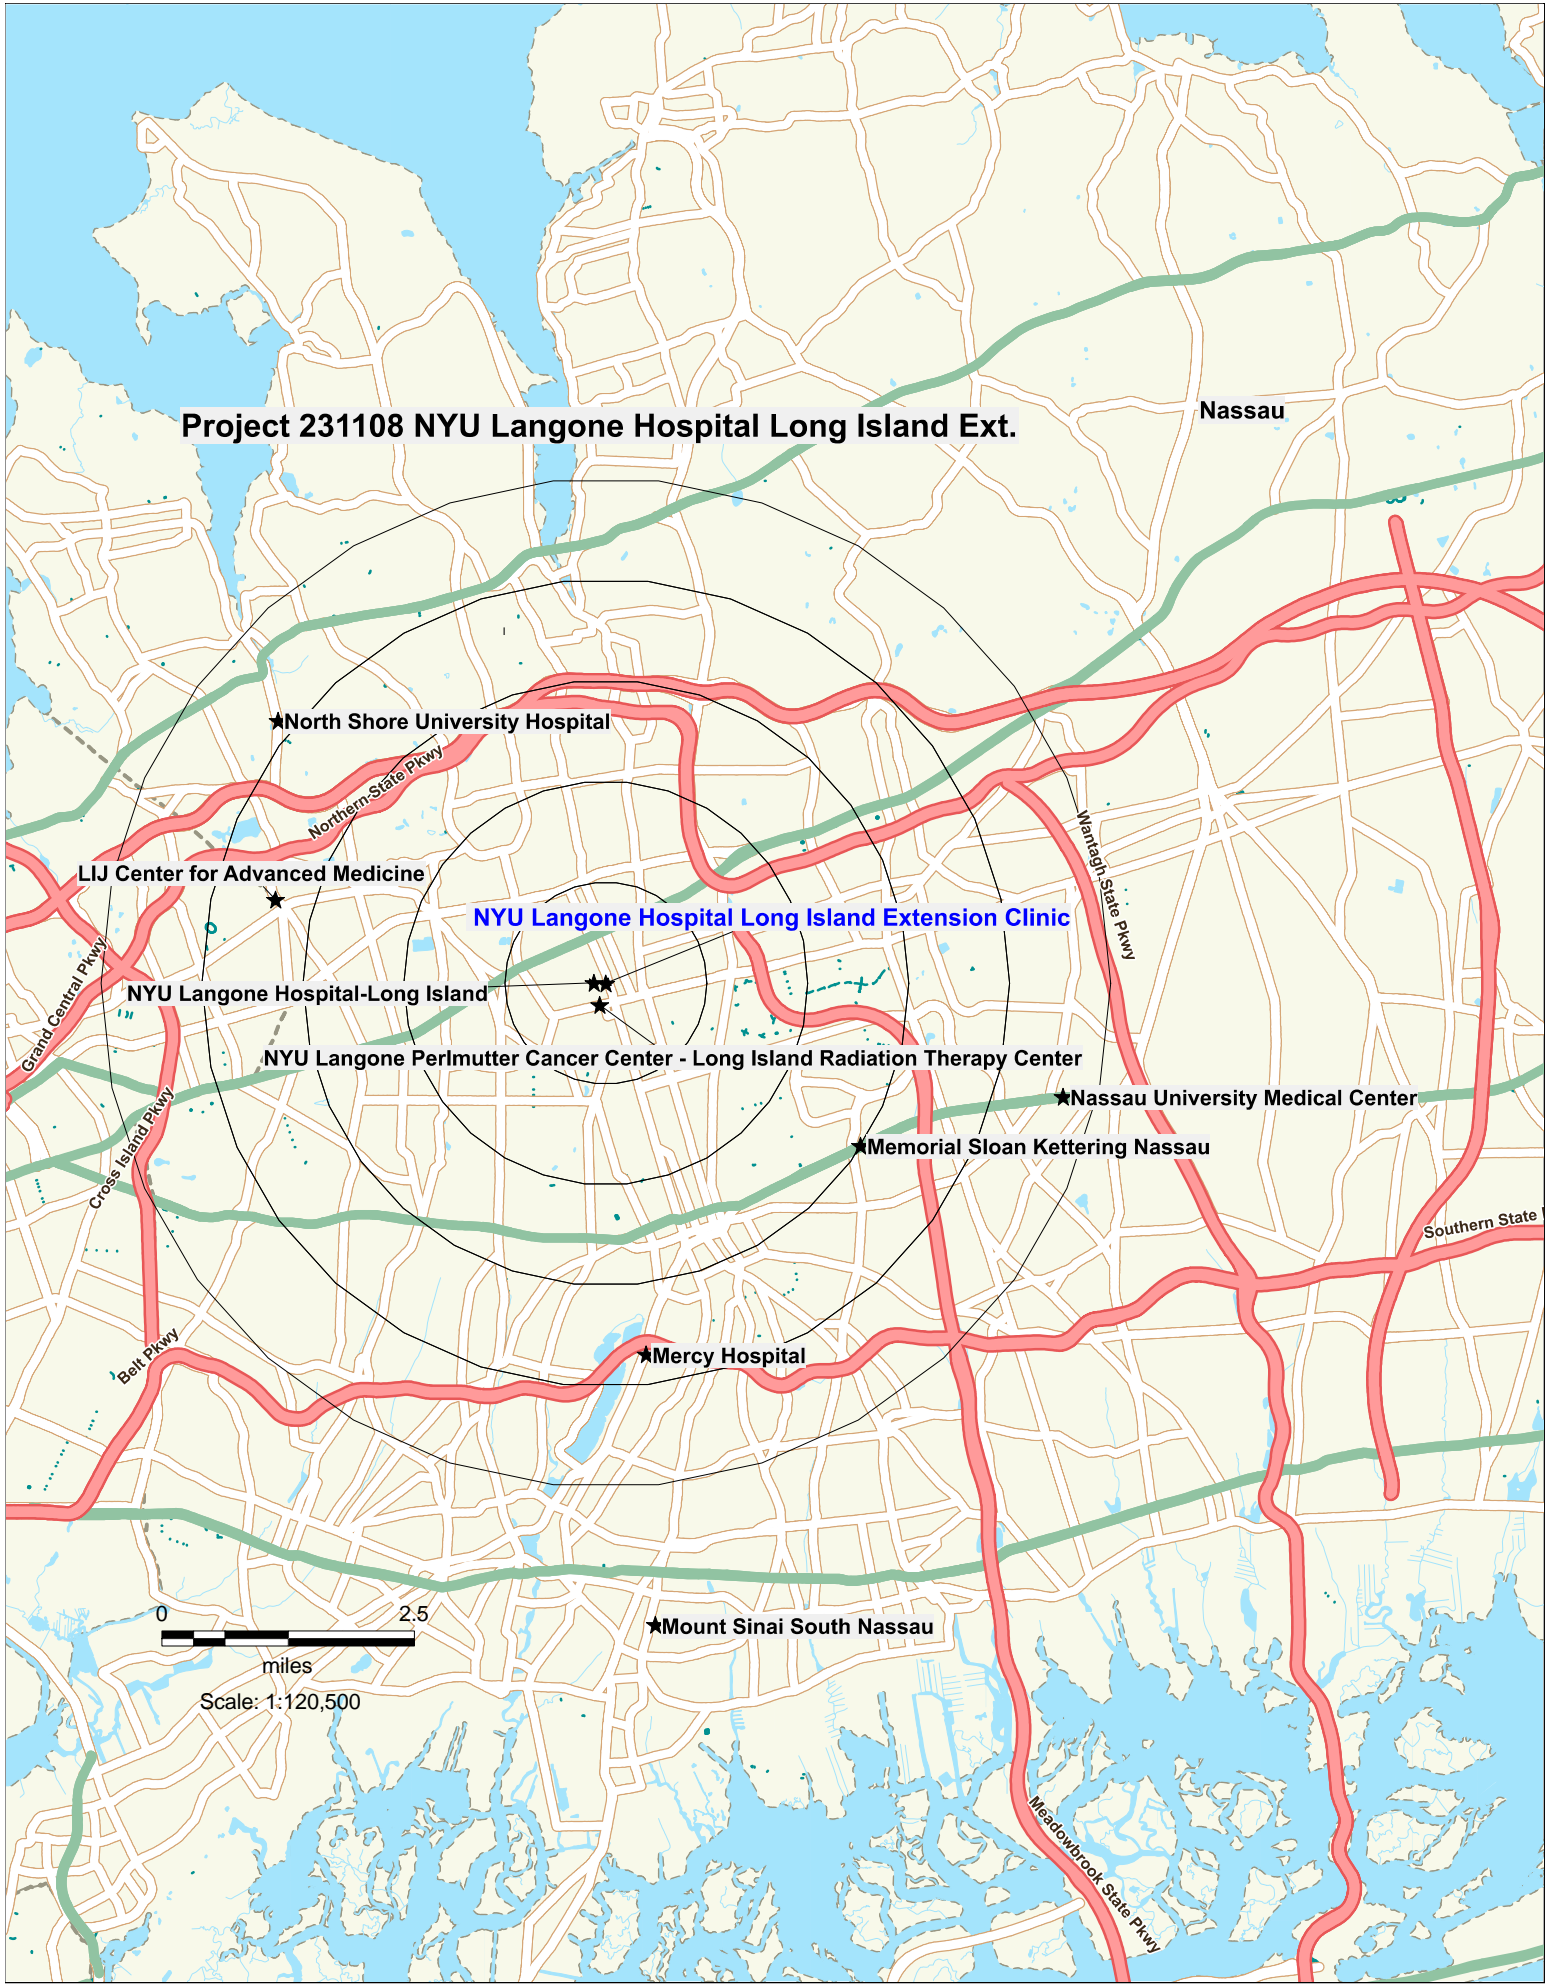 Nassau
Project 231108 NYU Langone Hospital Long Island Ext.
North Shore University Hospital
Northern State Pkwy
Wantagh State Pkwy
LIJ Center for Advanced Medicine
NYU Langone Hospital Long Island Extension Clinic
Grand Central Pkwy
NYU Langone Hospital-Long Island
NYU Langone Perlmutter Cancer Center - Long Island Radiation Therapy Center
Nassau University Medical Center
Cross Island Pkwy
Memorial Sloan Kettering Nassau
Southern State
Belt Pkwy
Mercy Hospital
0 2.5
Mount Sinai South Nassau
miles
Scale: 1:120,500
Meadowbrook State Pkwy